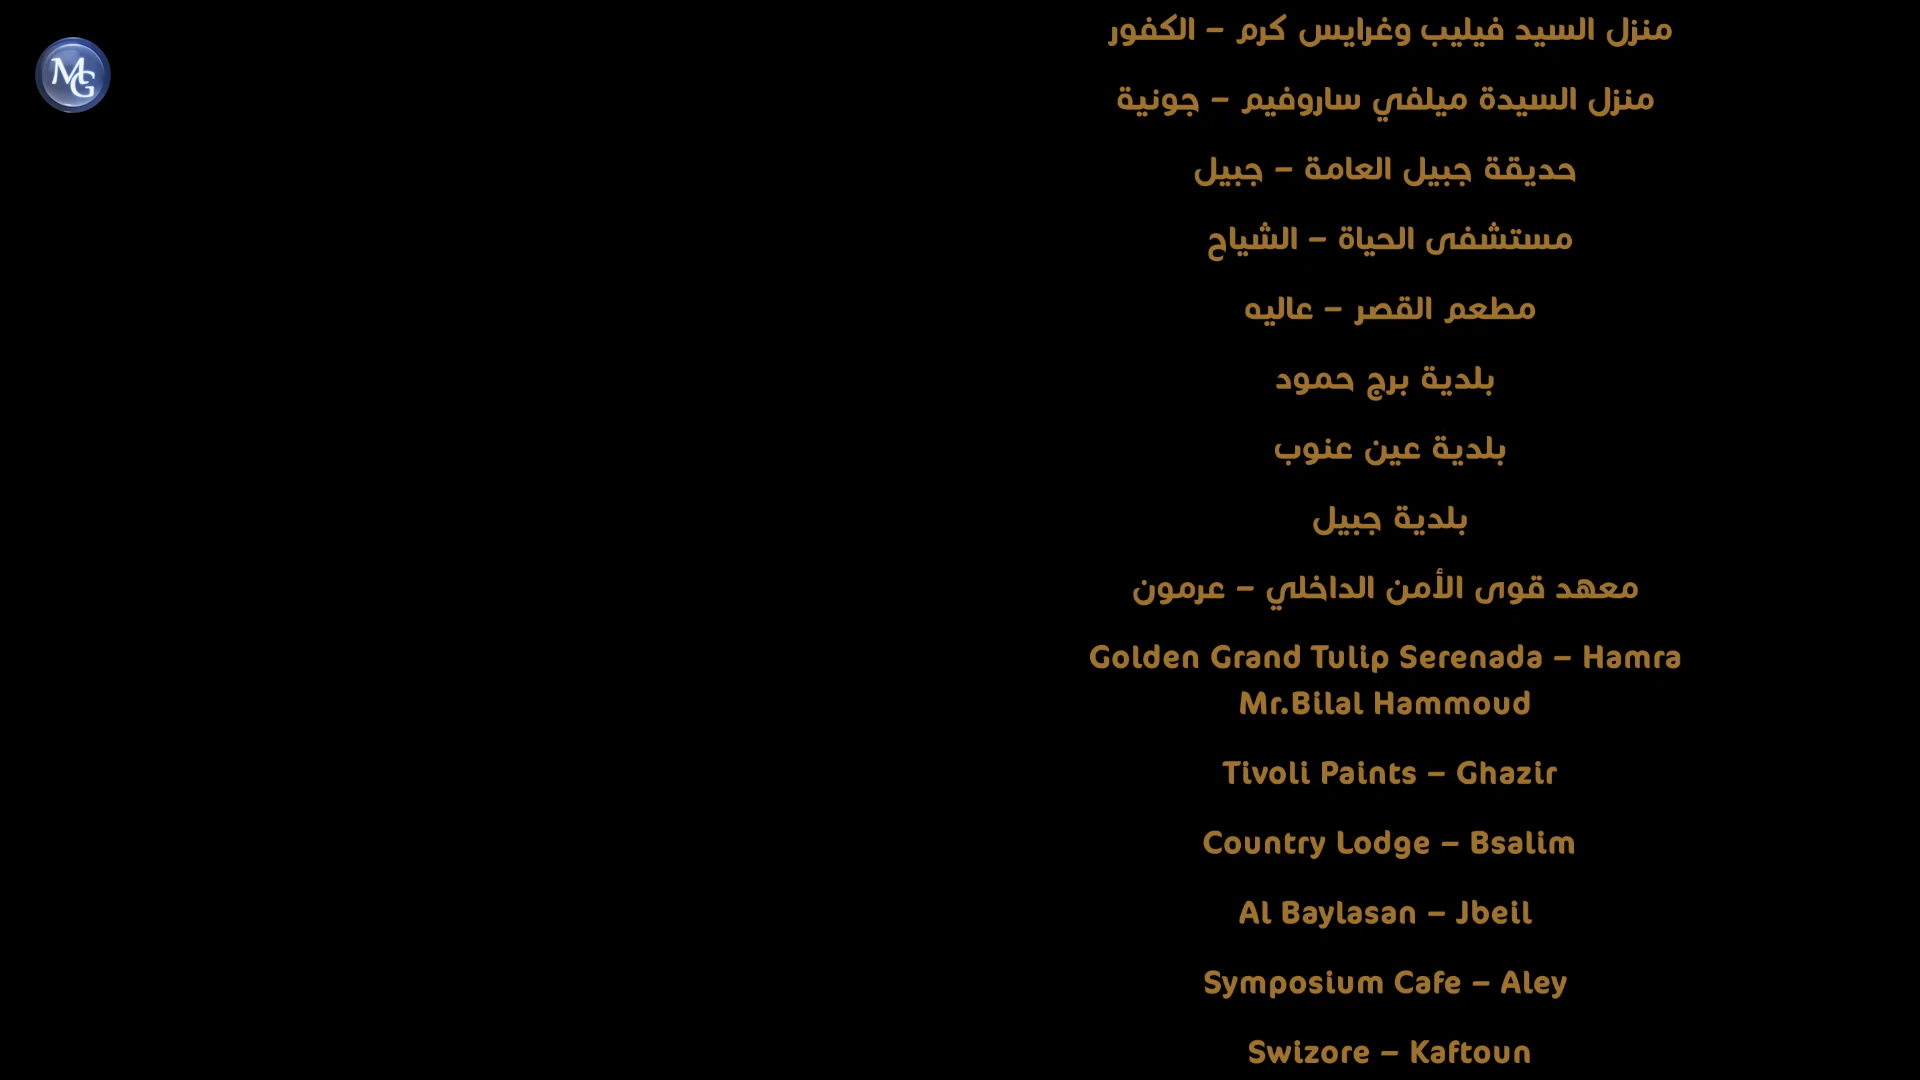 MG
منزل السيد فيليب وغرايس كرم – الكفور
منزل السيدة ميلفي ساروفيم – جونية
حديقة جبيل العامة – جبيل
مستشفى الحياة – الشياح
مطعم القصر – عاليه
بلدية برج حمود
بلدية عين عنوب
بلدية جبيل
معهد قوى الأمن الداخلي – عرمون
Golden Grand Tulip Serenada – Hamra
Mr.Bilal Hammoud
Tivoli Paints – Ghazir
Country Lodge – Bsalim
Al Baylasan – Jbeil
Symposium Cafe – Aley
Swizore – Kaftoun